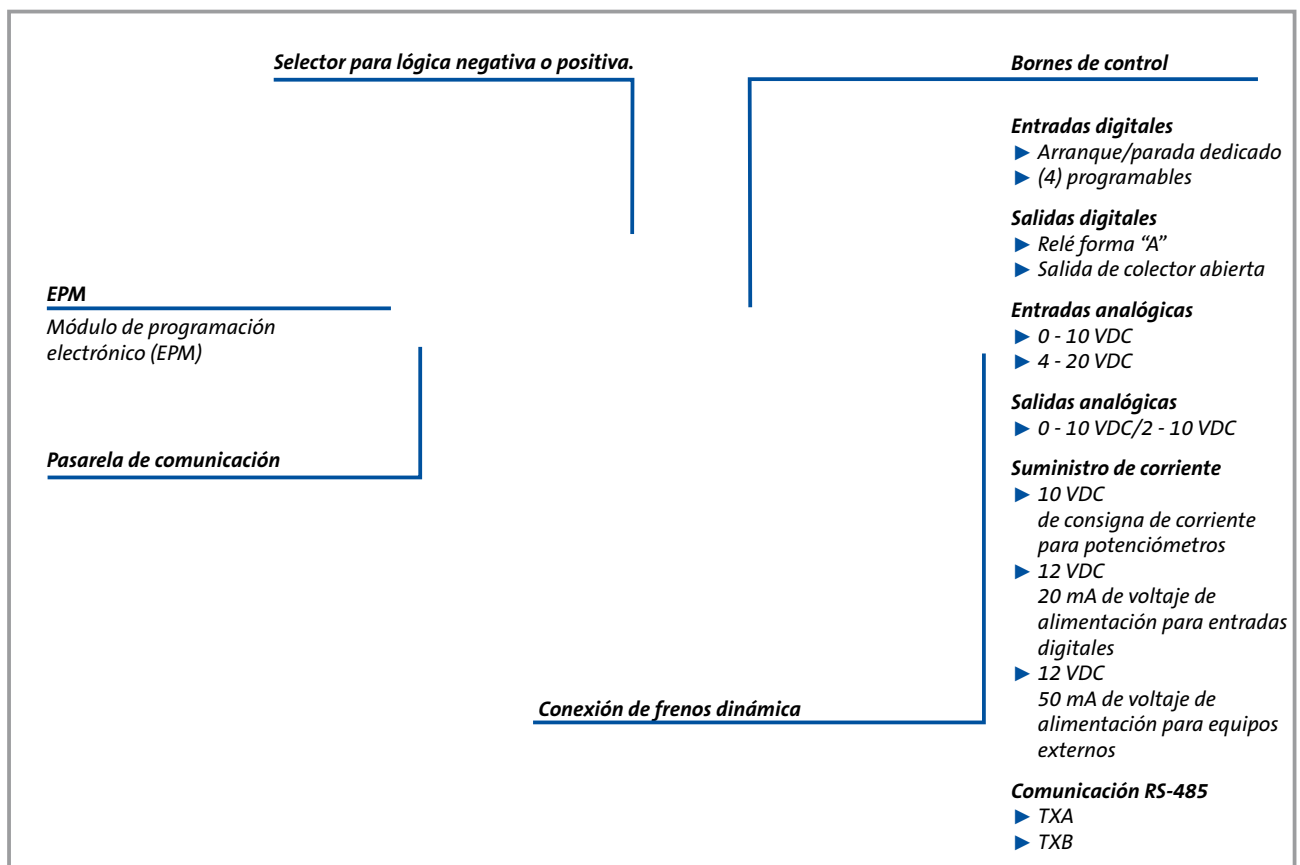 Selector para lógica negativa o positiva.
EPM
Módulo de programación
electrónico (EPM)
Pasarela de comunicación
Conexión de frenos dinámica
Bornes de control
Entradas digitales
► Arranque/parada dedicado
► (4) programables
Salidas digitales
► Relé forma “A”
► Salida de colector abierta
Entradas analógicas
► 0 - 10 VDC
► 4 - 20 VDC
Salidas analógicas
► 0 - 10 VDC/2 - 10 VDC
Suministro de corriente
► 10 VDC
de consigna de corriente
para potenciómetros
► 12 VDC
20 mA de voltaje de
alimentación para entradas
digitales
► 12 VDC
50 mA de voltaje de
alimentación para equipos
externos
Comunicación RS-485
► TXA
► TXB